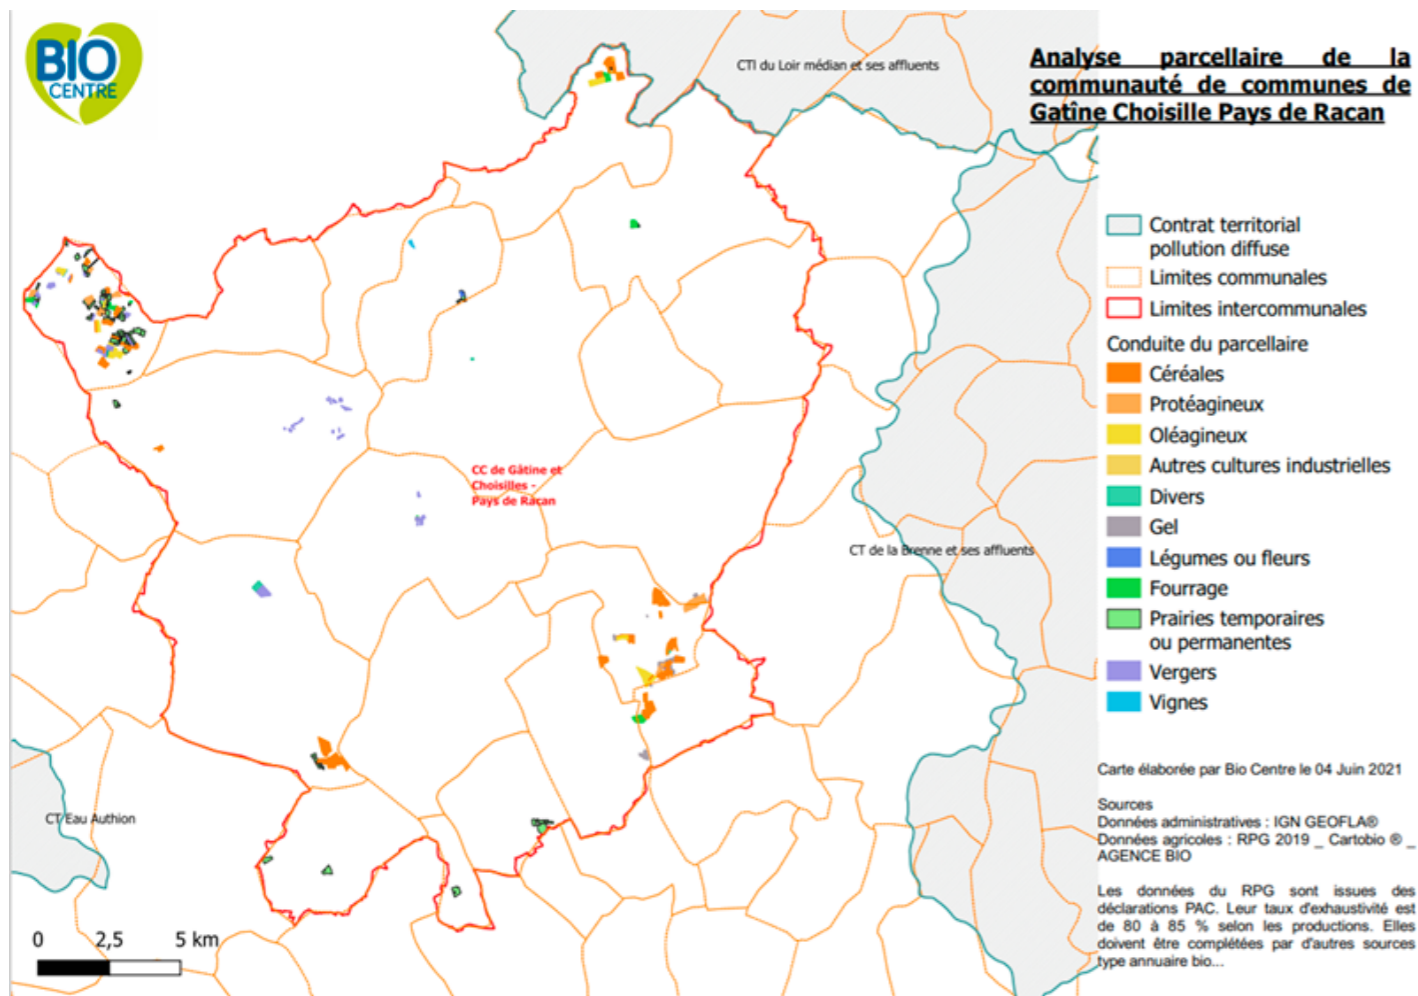 BIO
CENTRE
CTI du Loir médian et ses affluents
Analyse parcellaire de la
communauté de communes de
Gatîne Choisille Pays de Racan
Contrat territorial
pollution diffuse
Limites communales
Limites intercommunales
Conduite du parcellaire
Céréales
Protéagineux
Oléagineux
Autres cultures industrielles
Divers
Gel
Légumes ou fleurs
Fourrage
Prairies temporaires
ou permanentes
Vergers
Vignes
CC de Gâtine et
Choisilles -
Pays de Racan
CT de la Brenne et ses affluents
CT Eau Authion
0 2,5 5 km
Carte élaborée par Bio Centre le 04 Juin 2021
Sources
Données administratives : IGN GEOFLA®
Données agricoles : RPG 2019 _ Cartobio ® _
AGENCE BIO
Les données du RPG sont issues des
déclarations PAC. Leur taux d'exhaustivité est
de 80 à 85 % selon les productions. Elles
doivent être complétées par d'autres sources
type annuaire bio...